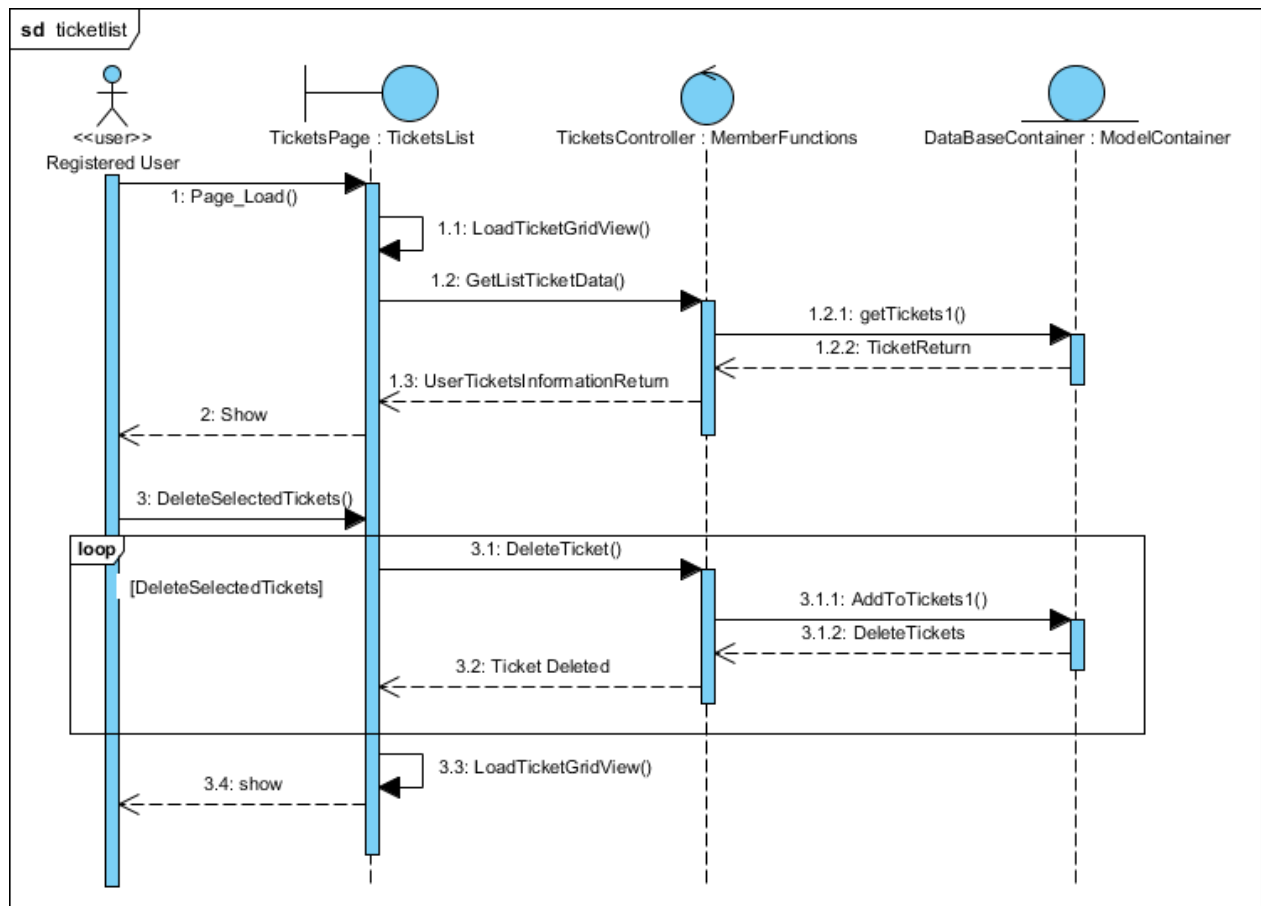 sd ticketlist
<<user>>
Registered User
TicketsPage : TicketsList
TicketsController : MemberFunctions
DataBaseContainer : ModelContainer
1: Page_Load()
1.1: LoadTicketGridView()
1.2: GetListTicketData()
1.2.1: getTickets1()
1.2.2: TicketReturn
1.3: UserTicketsInformationReturn
2: Show
3: DeleteSelectedTickets()
loop
3.1: DeleteTicket()
[DeleteSelectedTickets]
3.1.1: AddToTickets1()
3.1.2: DeleteTickets
3.2: Ticket Deleted
3.3: LoadTicketGridView()
3.4: show